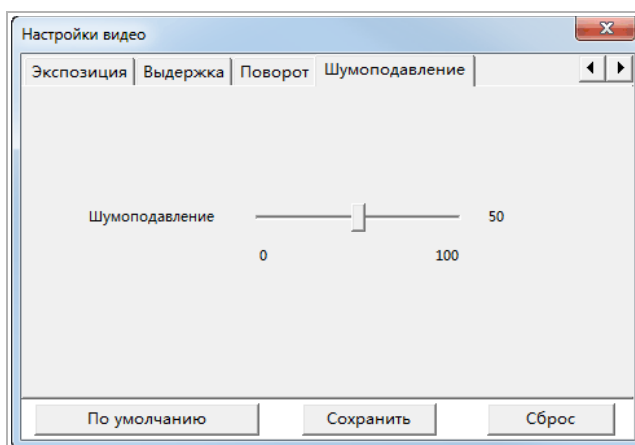 Настройки видео
Экспозиция Выдержка Поворот Шумоподавление
Шумоподавление 50
0 100
По умолчанию Сохранить Сброс